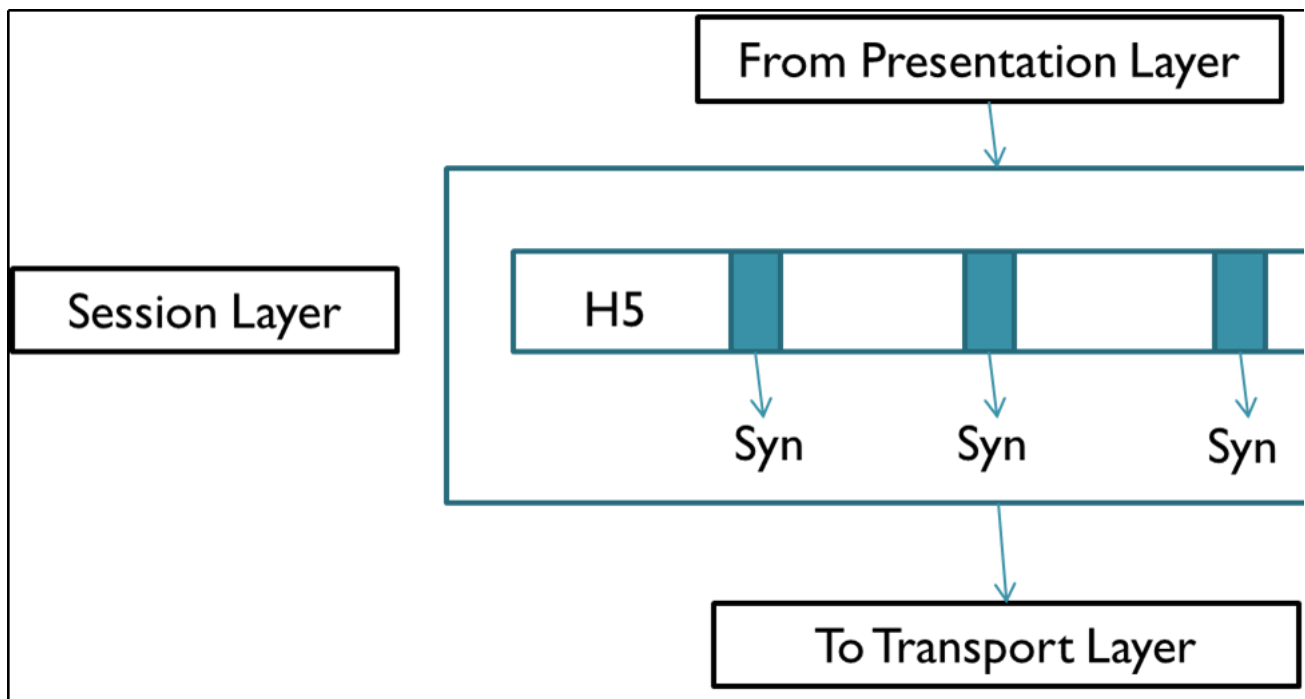 From Presentation Layer
Session Layer
H5
Syn Syn Syn
To Transport Layer